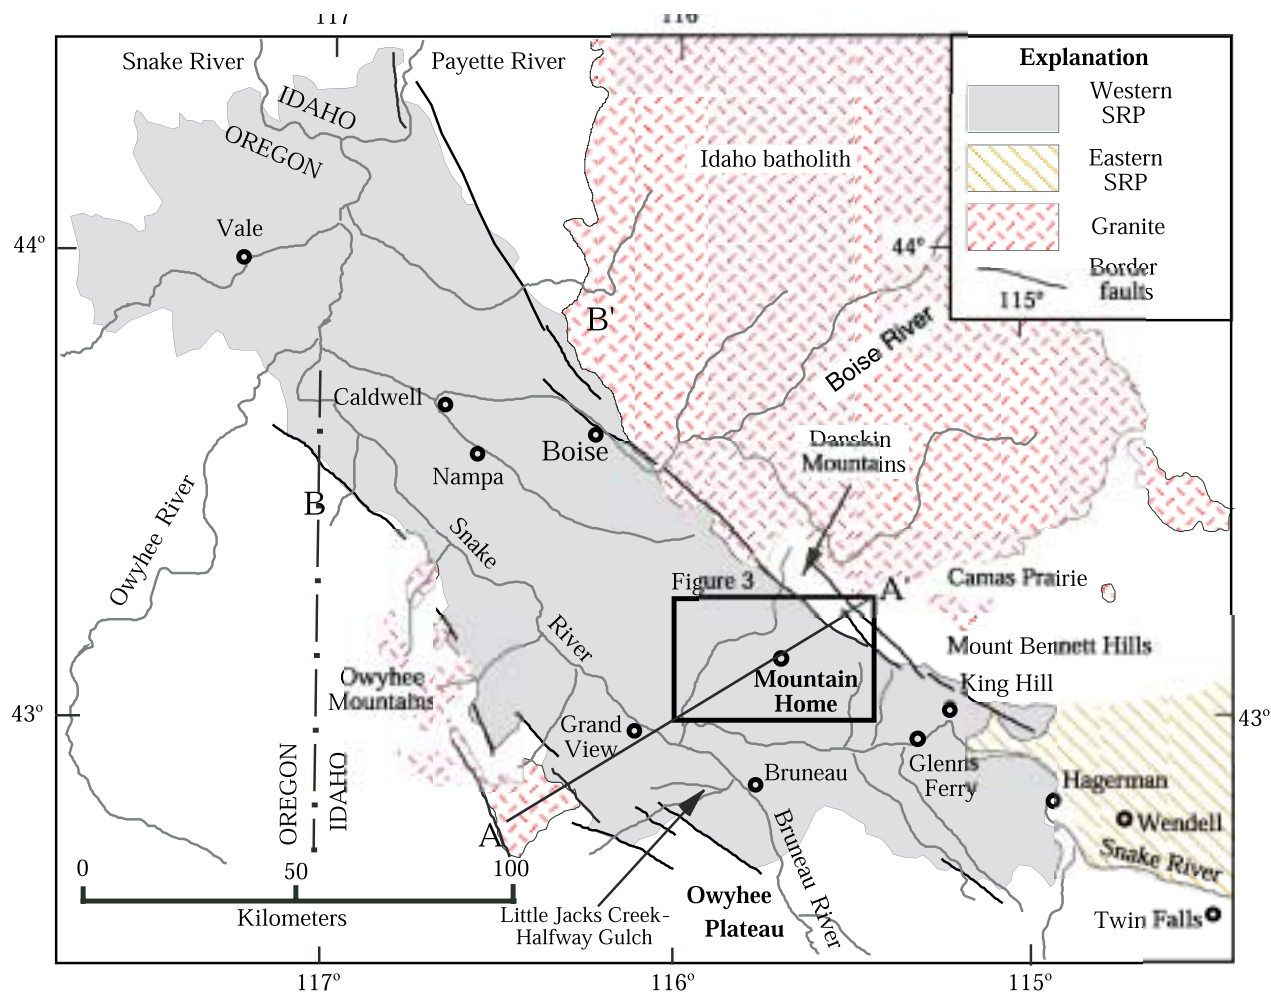 117
116
Snake River
Payette River
IDAHO
OREGON
Idaho batholith
Explanation
Western
SRP
Eastern
SRP
Granite
Border
faults
115°
44°
44°
Vale
B'
Boise River
Caldwell
Boise
Nampa
Danskin
Mountains
B
Owyhee River
Snake
River
Figure 3
A'
Camas Prairie
Mount Bennett Hills
King Hill
Owyhee
Mountains
Mountain
Home
43°
43°
Grand
View
Glenns
Ferry
Bruneau
Hagerman
Wendell
Snake River
Twin Falls
OREGON
IDAHO
A
Bruneau River
0 50 100
Kilometers
Owyhee
Plateau
Little Jacks Creek-
Halfway Gulch
117°
116°
115°